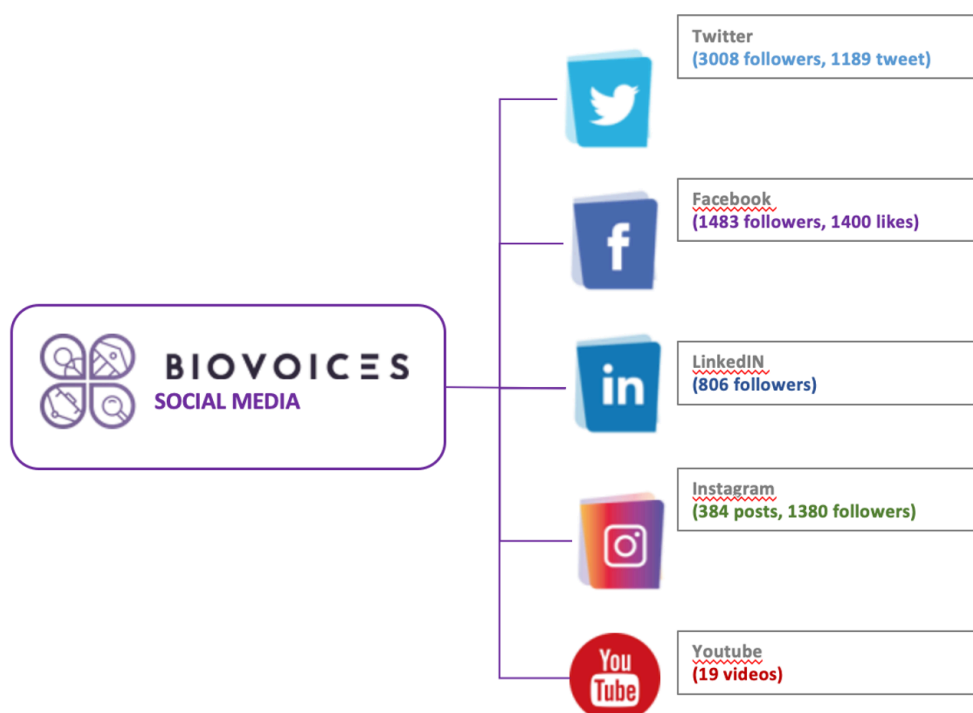 Twitter
(3008 followers, 1189 tweet)
Facebook
(1483 followers, 1400 likes)
BIOVOICES
SOCIAL MEDIA
in
LinkedIN
(806 followers)
Instagram
(384 posts, 1380 followers)
You
Tube
Youtube
(19 videos)